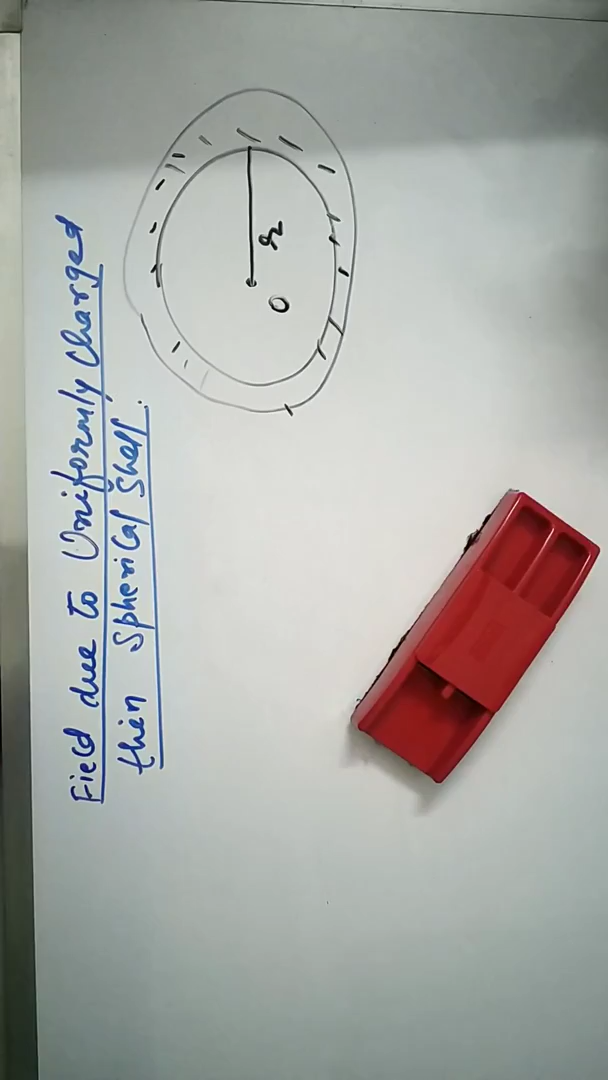 Field due to Uniformly Charged
thin Spherical Shell.
r
O